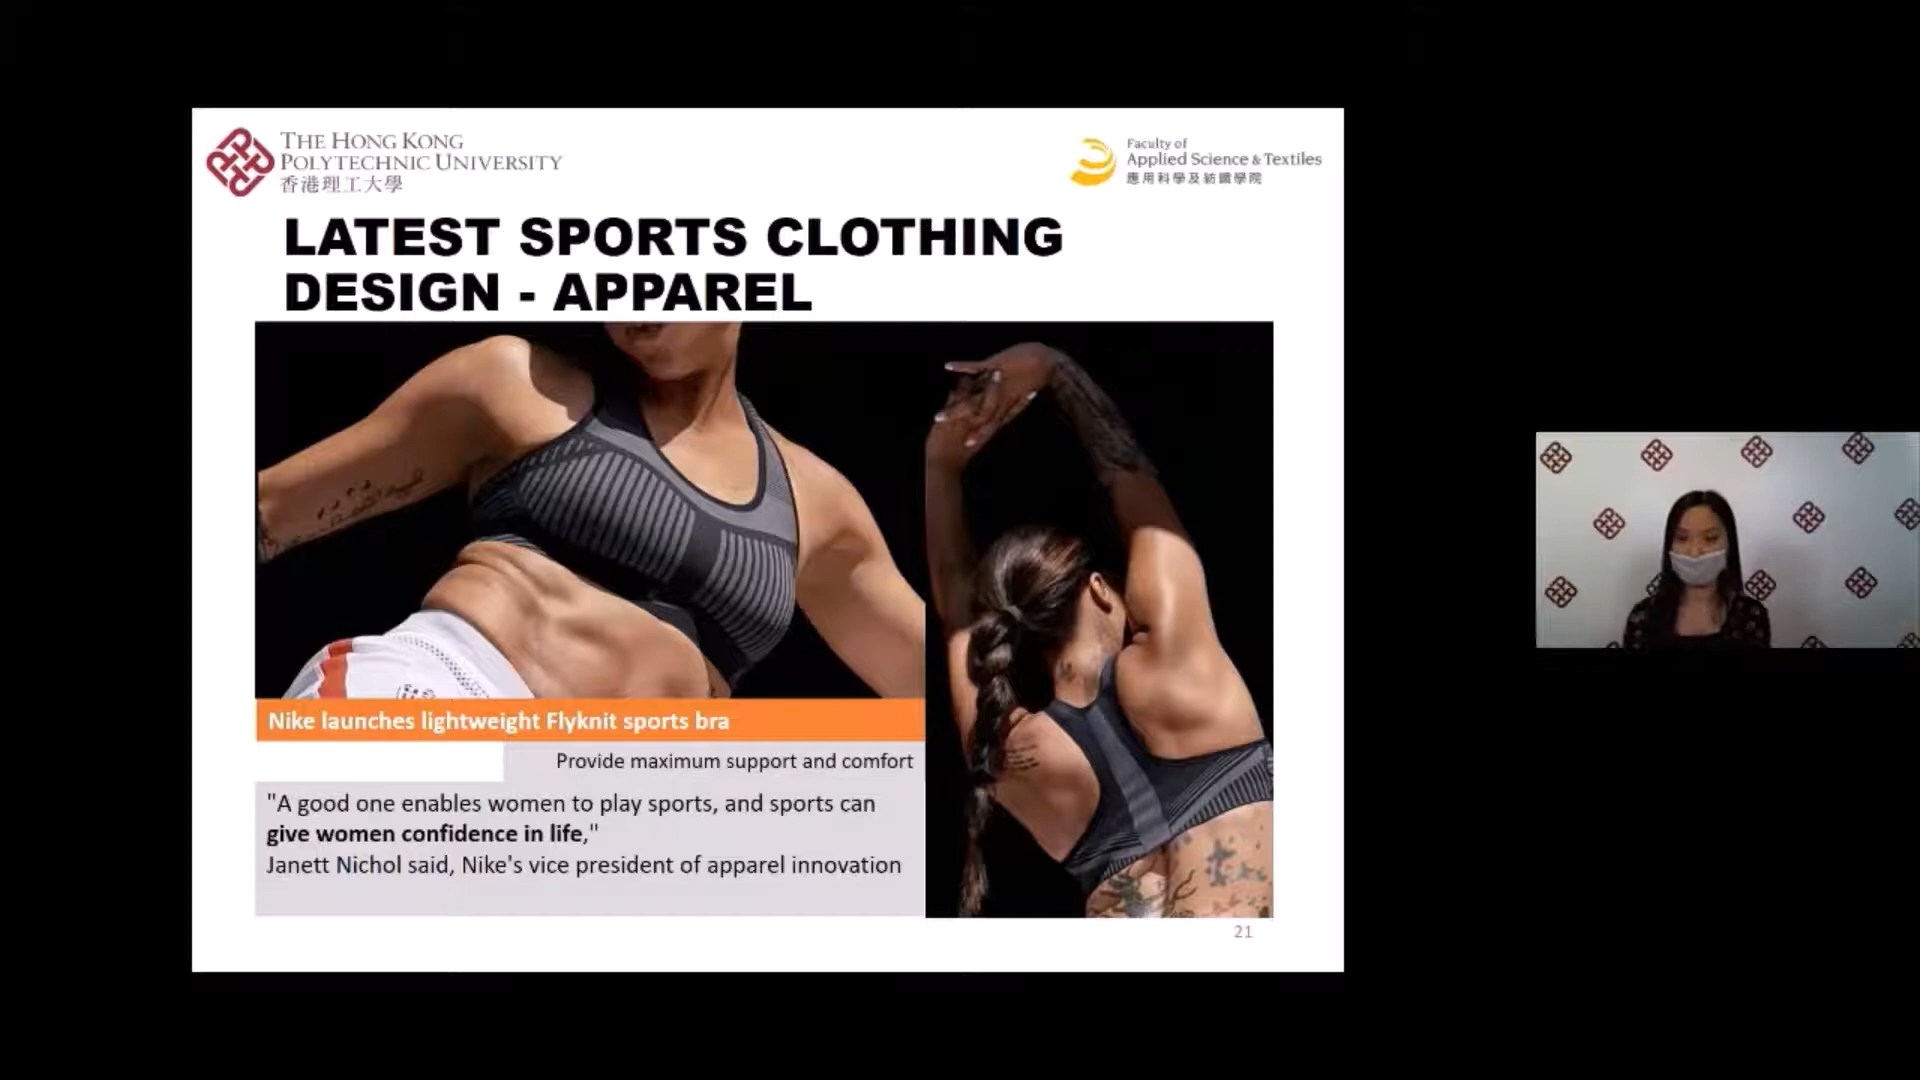 THE HONG KONG
POLYTECHNIC UNIVERSITY
香港理工大學
Faculty of
Applied Science & Textiles
應用科學及紡織學院
LATEST SPORTS CLOTHING
DESIGN - APPAREL
Nike launches lightweight Flyknit sports bra
Provide maximum support and comfort
"A good one enables women to play sports, and sports can
give women confidence in life,"
Janett Nichol said, Nike's vice president of apparel innovation
21